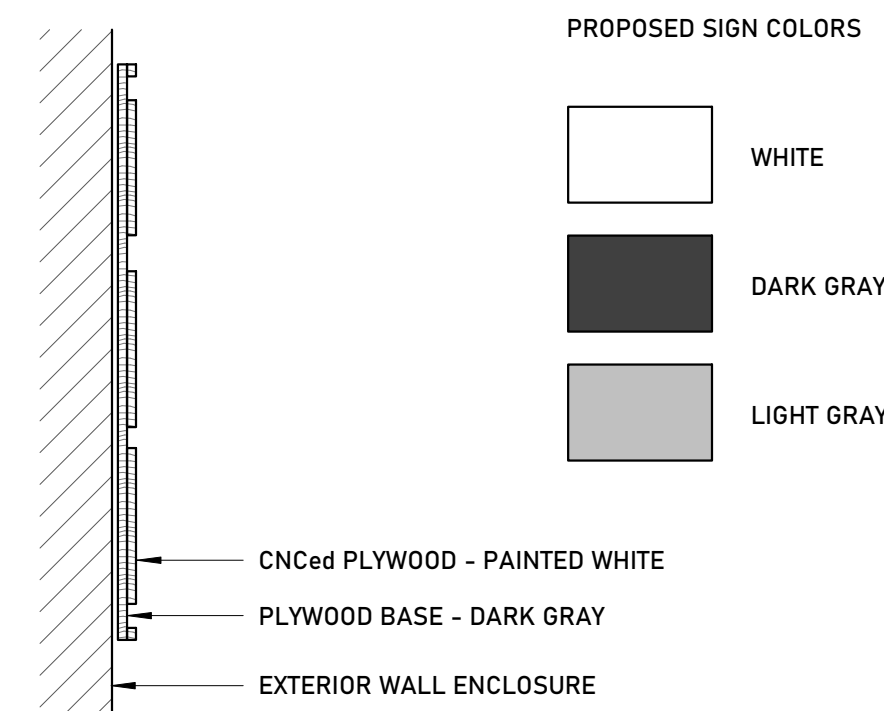 PROPOSED SIGN COLORS
WHITE
DARK GRAY
LIGHT GRAY
CNCed PLYWOOD - PAINTED WHITE
PLYWOOD BASE - DARK GRAY
EXTERIOR WALL ENCLOSURE